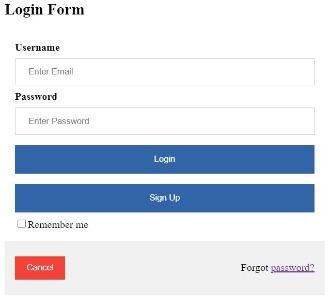 Login Form
Username
Enter Email
Password
Enter Password
Login
Sign Up
Remember me
Cancel
Forgot password?